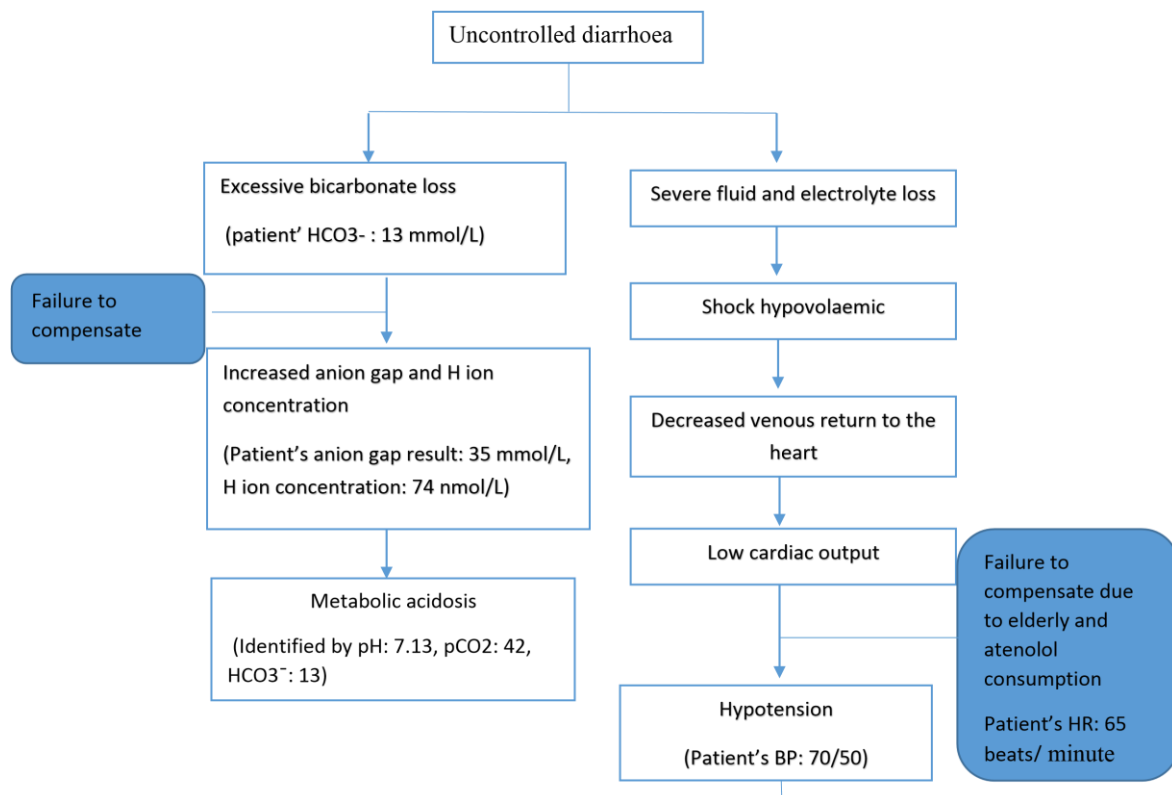 Uncontrolled diarrhoea
Excessive bicarbonate loss
(patient’ HCO3- : 13 mmol/L)
Failure to
compensate
Increased anion gap and H ion
concentration
(Patient’s anion gap result: 35 mmol/L,
H ion concentration: 74 nmol/L)
Metabolic acidosis
(Identified by pH: 7.13, pCO2: 42,
HCO3⁻: 13)
Severe fluid and electrolyte loss
Shock hypovolaemic
Decreased venous return to the
heart
Low cardiac output
Failure to
compensate due
to elderly and
atenolol
consumption
Patient’s HR: 65
beats/ minute
Hypotension
(Patient’s BP: 70/50)